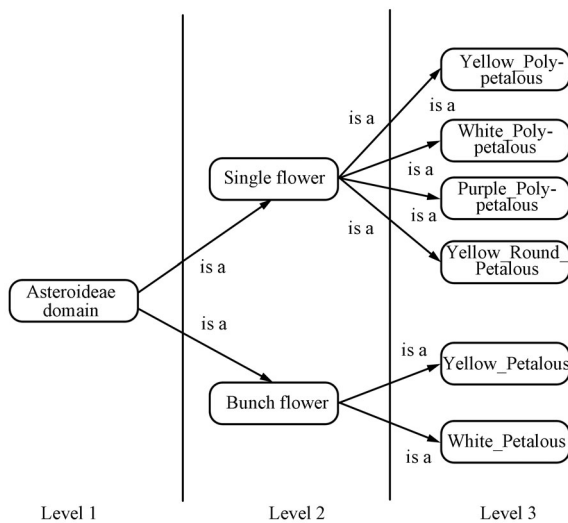 Yellow_Poly-
petalous
is a
is a
White_Poly-
petalous
is a
Single flower
Purple_Poly-
petalous
is a
is a
Yellow_Round_
Petalous
is a
Asteroideae
domain
is a
is a
Yellow_Petalous
Bunch flower
White_Petalous
is a
Level 1
Level 2
Level 3